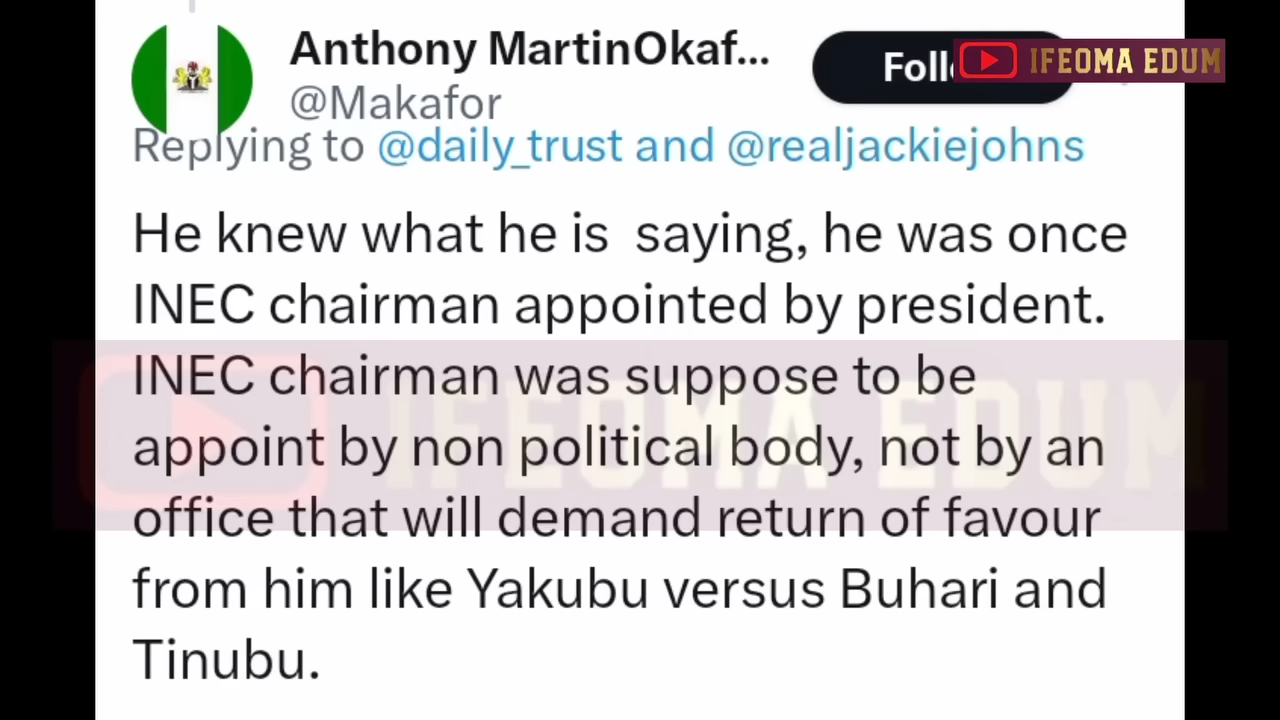 Anthony MartinOkaf...
@Makafor
Foll
IFEOMA EDUM
Replying to @daily_trust and @realjackiejohns
He knew what he is saying, he was once
INEC chairman appointed by president.
INEC chairman was suppose to be
appoint by non political body, not by an
office that will demand return of favour
from him like Yakubu versus Buhari and
Tinubu.
IFEOMA EDUM